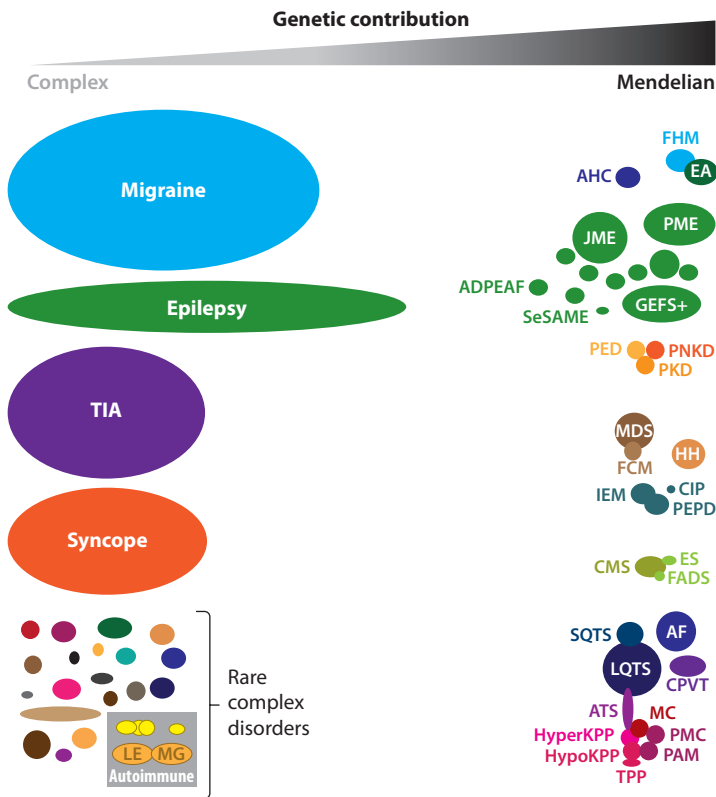 Genetic contribution
Complex
Mendelian
Migraine
FHM
EA
AHC
JME
PME
ADPEAF
SeSAME
GEFS+
Epilepsy
PED
PNKD
PKD
TIA
MDS
FCM
HH
IEM
CIP
PEPD
Syncope
CMS
ES
FADS
Rare
complex
disorders
LE
MG
Autoimmune
SQTS
AF
LQTS
CPVT
ATS
MC
HyperKPP
PMC
HypoKPP
PAM
TPP